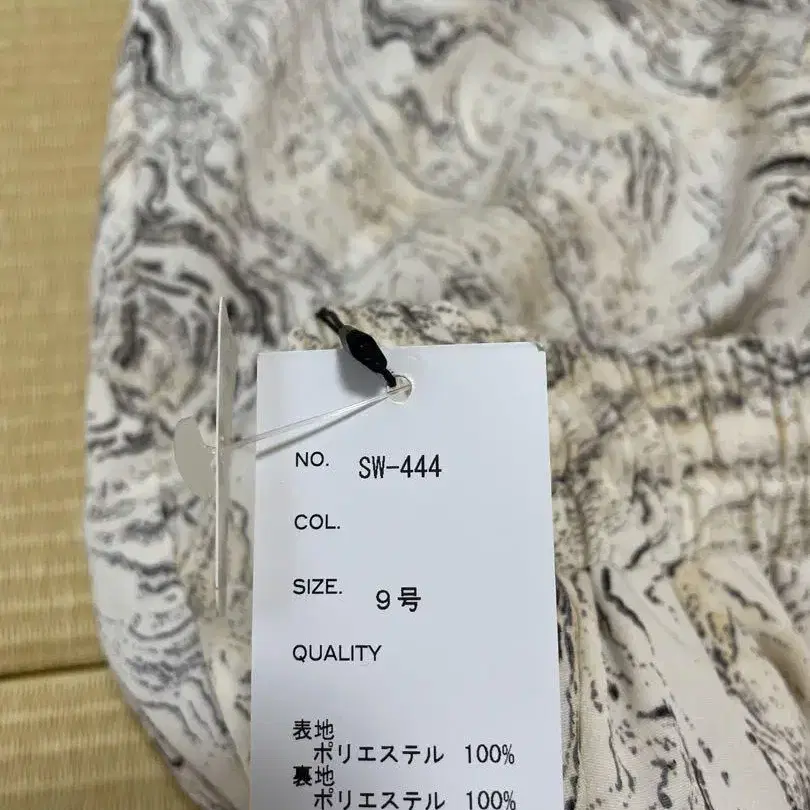 NO. SW-444
COL.
SIZE. 9号
QUALITY
表地
ポリエステル 100%
裏地
ポリエステル 100%